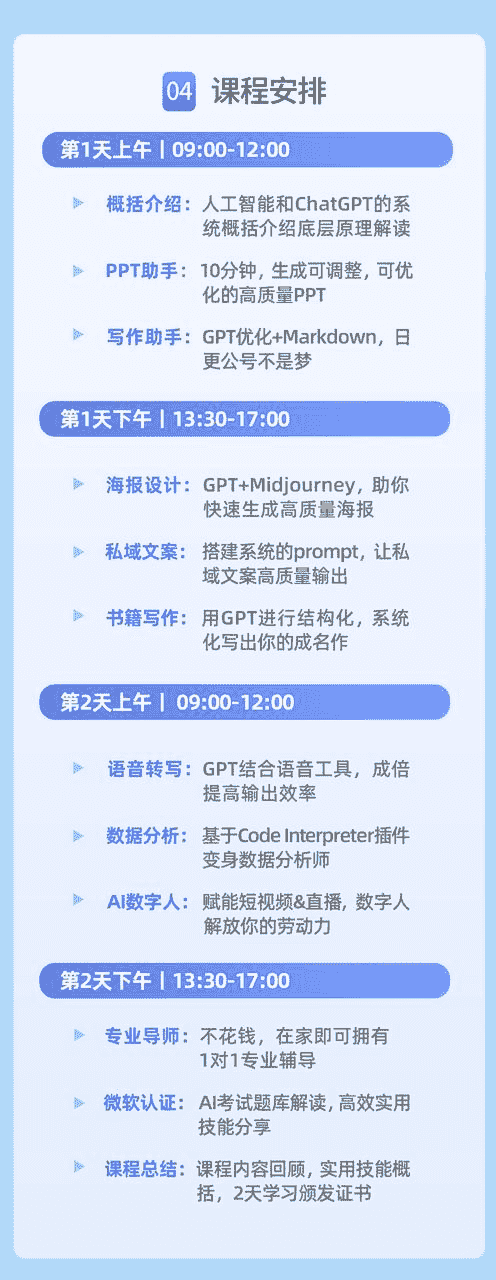 04 课程安排
第1天上午丨09:00-12:00
概括介绍：人工智能和ChatGPT的系
统概括介绍底层原理解读
PPT助手：10分钟，生成可调整，可优
化的高质量PPT
写作助手：GPT优化+Markdown，日
更公号不是梦
第1天下午丨13:30-17:00
海报设计：GPT+Midjourney，助你
快速生成高质量海报
私域文案：搭建系统的prompt，让私
域文案高质量输出
书籍写作：用GPT进行结构化，系统
化写出你的成名作
第2天上午丨09:00-12:00
语音转写：GPT结合语音工具，成倍
提高输出效率
数据分析：基于Code Interpreter插件
变身数据分析师
AI数字人：赋能短视频&直播，数字人
解放你的劳动力
第2天下午丨13:30-17:00
专业导师：不花钱，在家即可拥有
1对1专业辅导
微软认证：AI考试题库解读，高效实用
技能分享
课程总结：课程内容回顾，实用技能概
括，2天学习颁发证书